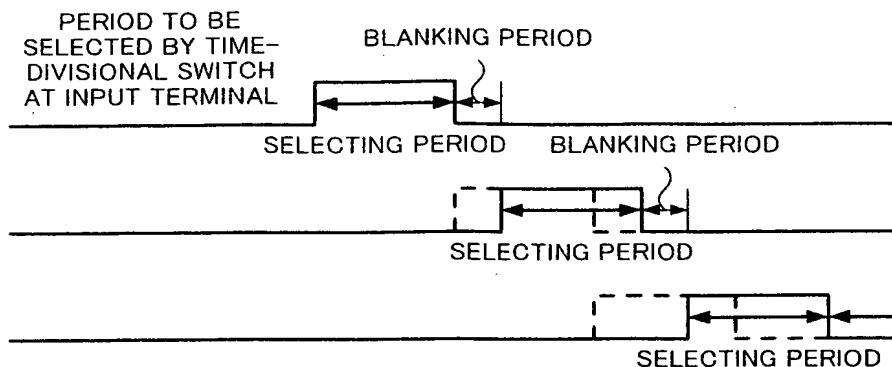 PERIOD TO BE
SELECTED BY TIME-
DIVISIONAL SWITCH
AT INPUT TERMINAL
BLANKING PERIOD
SELECTING PERIOD
BLANKING PERIOD
SELECTING PERIOD
SELECTING PERIOD